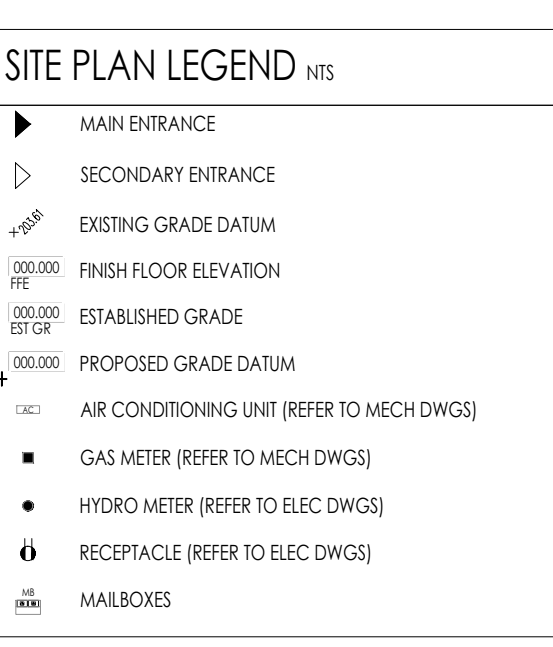 SITE PLAN LEGEND NTS
MAIN ENTRANCE
SECONDARY ENTRANCE
+203.61 EXISTING GRADE DATUM
000.000 FFE FINISH FLOOR ELEVATION
000.000 EST GR ESTABLISHED GRADE
000.000 PROPOSED GRADE DATUM
AC AIR CONDITIONING UNIT (REFER TO MECH DWGS)
GAS METER (REFER TO MECH DWGS)
HYDRO METER (REFER TO ELEC DWGS)
RECEPTACLE (REFER TO ELEC DWGS)
MB MAILBOXES